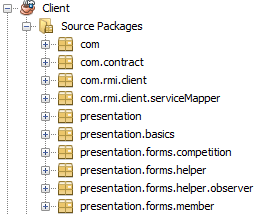 Client
Source Packages
com
com.contract
com.rmi.client
com.rmi.client.serviceMapper
presentation
presentation.basics
presentation.forms.competition
presentation.forms.helper
presentation.forms.helper.observer
presentation.forms.member